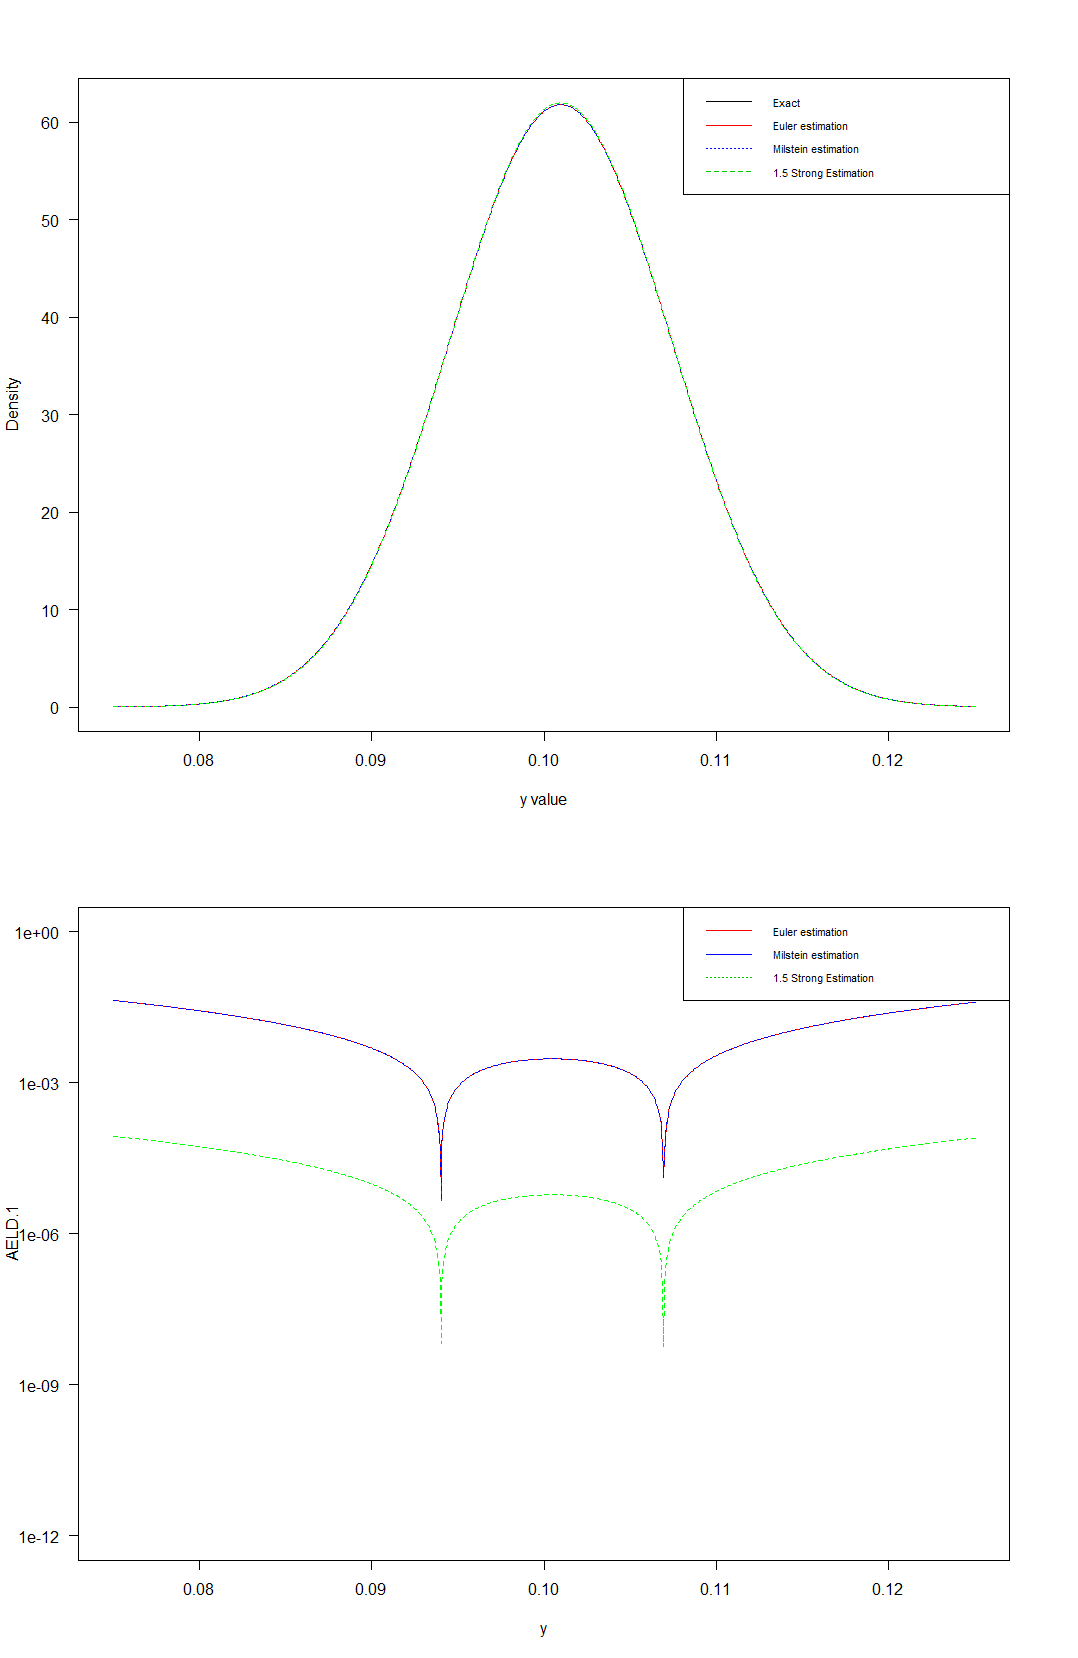 Exact
Euler estimation
Milstein estimation
1.5 Strong Estimation
60
50
40
30
20
10
0
Density
0.08 0.09 0.10 0.11 0.12
y value
Euler estimation
Milstein estimation
1.5 Strong Estimation
1e+00
1e-03
1e-06
1e-09
1e-12
AELD.1
0.08 0.09 0.10 0.11 0.12
y